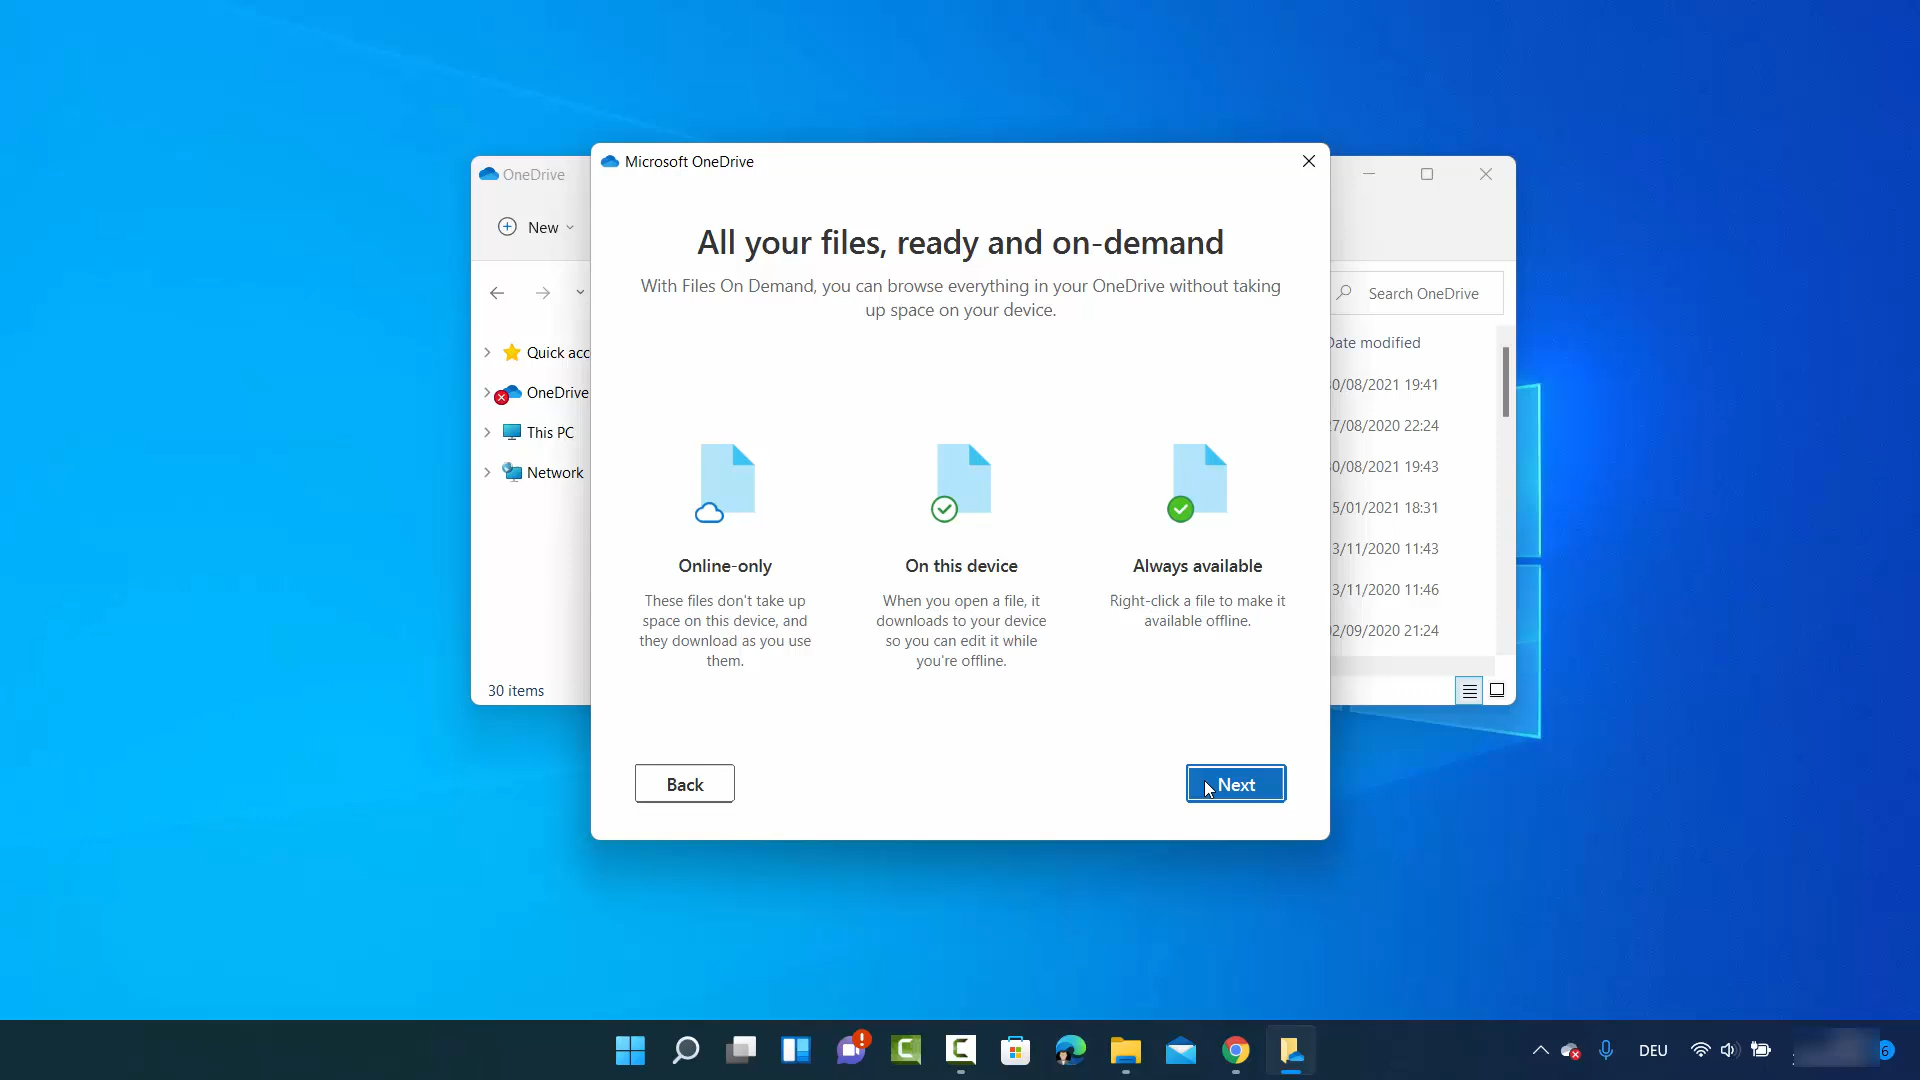 OneDrive
New
Quick acc
OneDrive
This PC
Network
30 items
Microsoft OneDrive
All your files, ready and on-demand
With Files On Demand, you can browse everything in your OneDrive without taking
up space on your device.
Online-only
These files don't take up
space on this device, and
they download as you use
them.
On this device
When you open a file, it
downloads to your device
so you can edit it while
you're offline.
Always available
Right-click a file to make it
available offline.
Back
Next
Search OneDrive
Date modified
30/08/2021 19:41
27/08/2020 22:24
30/08/2021 19:43
5/01/2021 18:31
3/11/2020 11:43
3/11/2020 11:46
02/09/2020 21:24
DEU
6